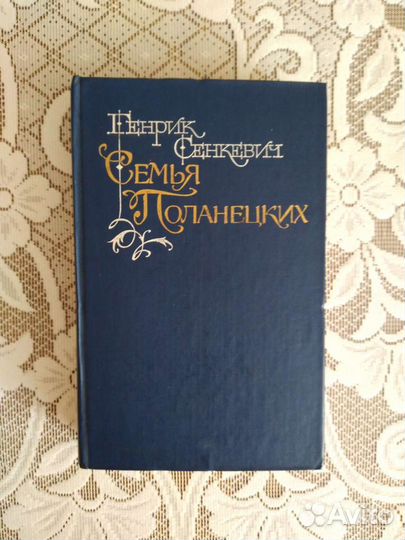 Генрик
Сенкевич
Семья
Поланецких
Avito